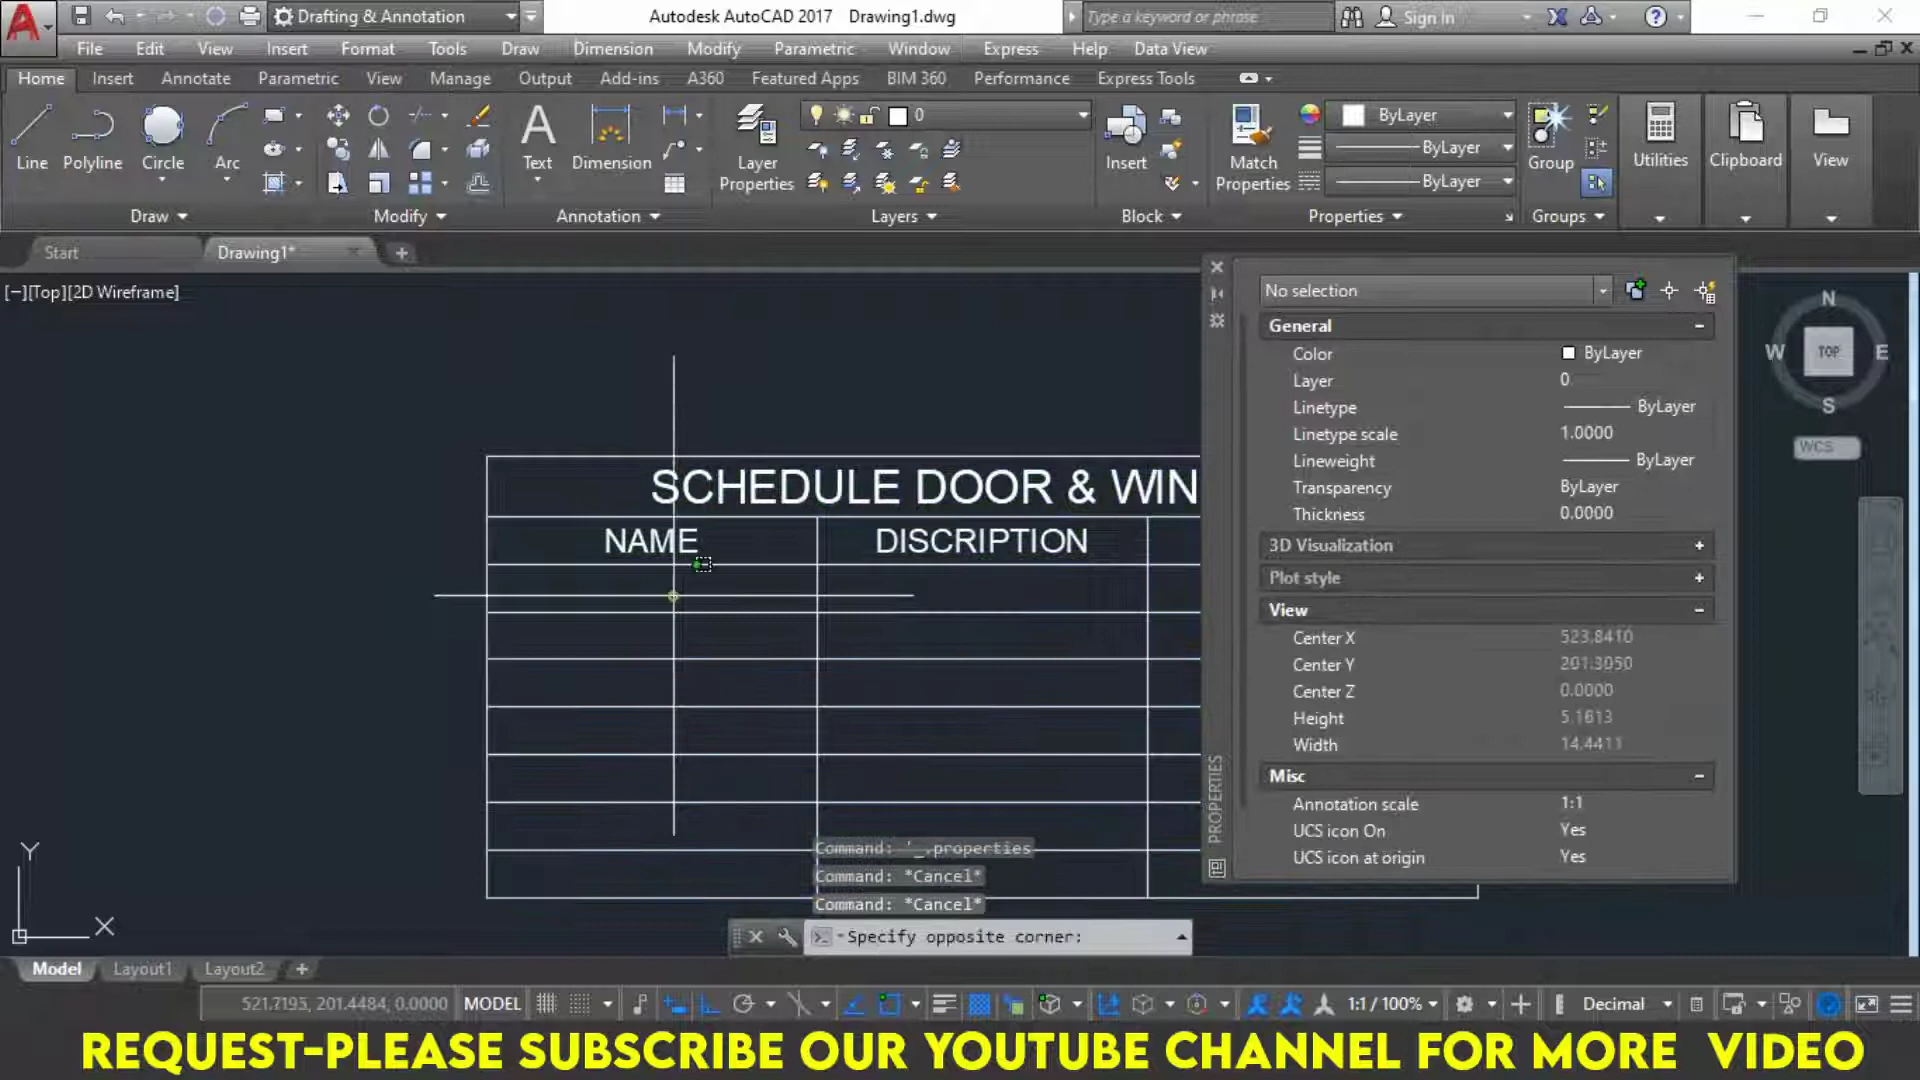 Drafting & Annotation
Autodesk AutoCAD 2017 Drawing1.dwg
Type a keyword or phrase
Sign In
File Edit View Insert Format Tools Draw Dimension Modify Parametric Window Express Help Data View
Home Insert Annotate Parametric View Manage Output Add-ins A360 Featured Apps BIM 360 Performance Express Tools
0
ByLayer
ByLayer
ByLayer
Line Polyline Circle Arc
Text Dimension
Layer Properties
Insert
Match Properties
Group
Utilities Clipboard View
Draw Modify Annotation Layers Block Properties Groups
Start Drawing1*
[−][Top][2D Wireframe]
SCHEDULE DOOR & WIN
NAME DISCRIPTION
No selection
General
Color ByLayer
Layer 0
Linetype ByLayer
Linetype scale 1.0000
Lineweight ByLayer
Transparency ByLayer
Thickness 0.0000
3D Visualization
Plot style
View
Center X 523.8410
Center Y 201.3050
Center Z 0.0000
Height 5.1613
Width 14.4411
Misc
Annotation scale 1:1
UCS icon On Yes
UCS icon at origin Yes
PROPERTIES
N
W TOP E
S
WCS
Y
X
Command: '_.properties
Command: *Cancel*
Command: *Cancel*
Specify opposite corner:
Model Layout1 Layout2
521.7195, 201.4484, 0.0000 MODEL 1:1 / 100% Decimal
REQUEST-PLEASE SUBSCRIBE OUR YOUTUBE CHANNEL FOR MORE VIDEO